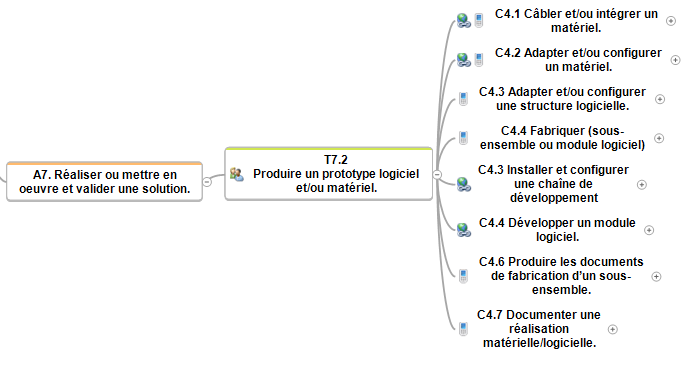 A7. Réaliser ou mettre en
oeuvre et valider une solution.
T7.2
Produire un prototype logiciel
et/ou matériel.
C4.1 Câbler et/ou intégrer un
matériel.
C4.2 Adapter et/ou configurer
un matériel.
C4.3 Adapter et/ou configurer
une structure logicielle.
C4.4 Fabriquer (sous-
ensemble ou module logiciel)
C4.3 Installer et configurer
une chaîne de
développement
C4.4 Développer un module
logiciel.
C4.6 Produire les documents
de fabrication d'un sous-
ensemble.
C4.7 Documenter une
réalisation
matérielle/logicielle.